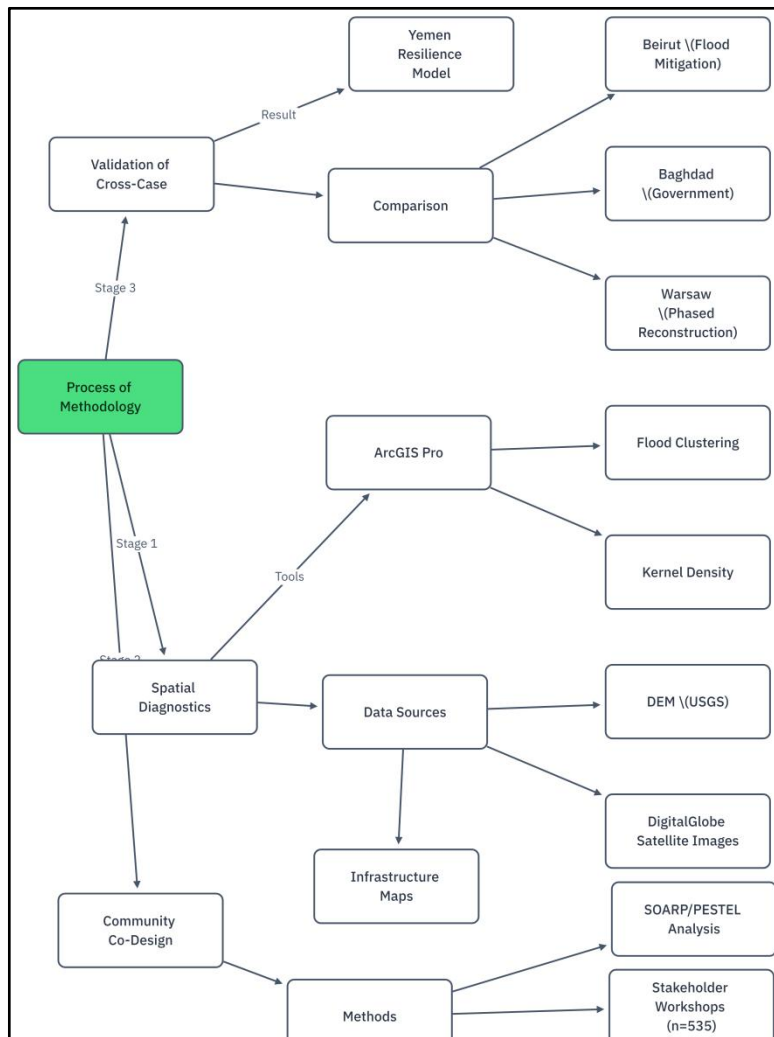 Yemen
Resilience
Model
Beirut \(Flood
Mitigation)
Result
Validation of
Cross-Case
Comparison
Baghdad
\(Government)
Stage 3
Warsaw
\(Phased
Reconstruction)
Process of
Methodology
ArcGIS Pro
Flood Clustering
Stage 1
Tools
Kernel Density
Stage 2
Spatial
Diagnostics
Data Sources
DEM \(USGS)
DigitalGlobe
Satellite Images
Infrastructure
Maps
Community
Co-Design
SOARP/PESTEL
Analysis
Methods
Stakeholder
Workshops
(n=535)